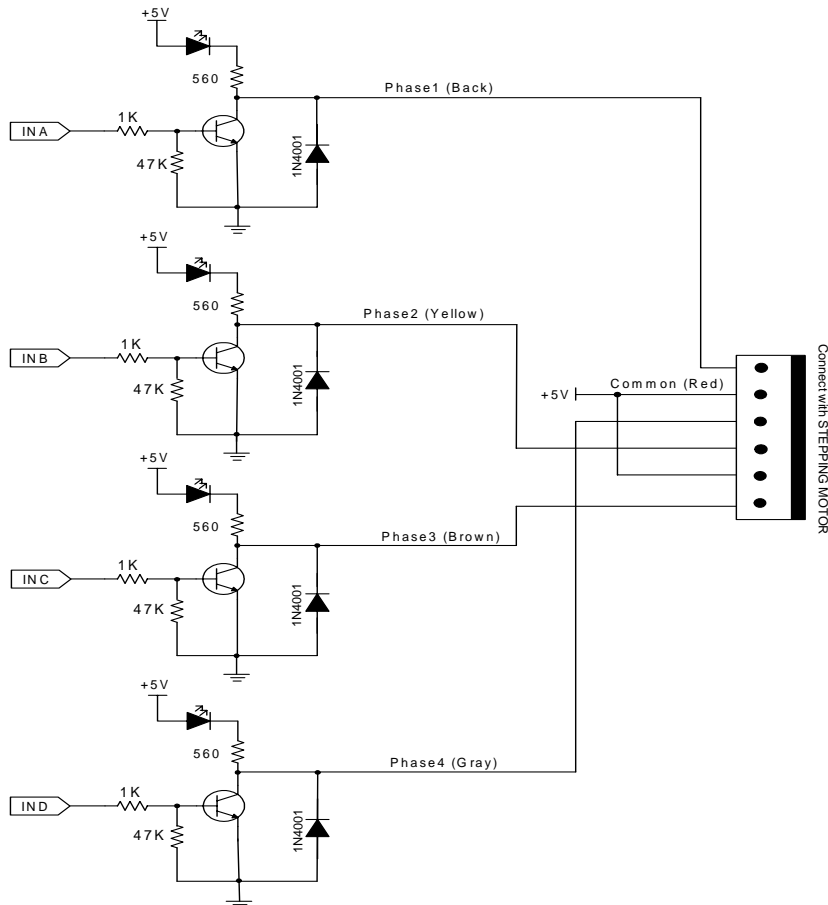 +5V
560
Phase1 (Back)
1K
INA
47K
1N4001
+5V
560
Phase2 (Yellow)
1K
INB
47K
1N4001
Common (Red)
+5V
Connect with STEPPING MOTOR
+5V
560
Phase3 (Brown)
1K
INC
47K
1N4001
+5V
560
Phase4 (Gray)
1K
IND
47K
1N4001